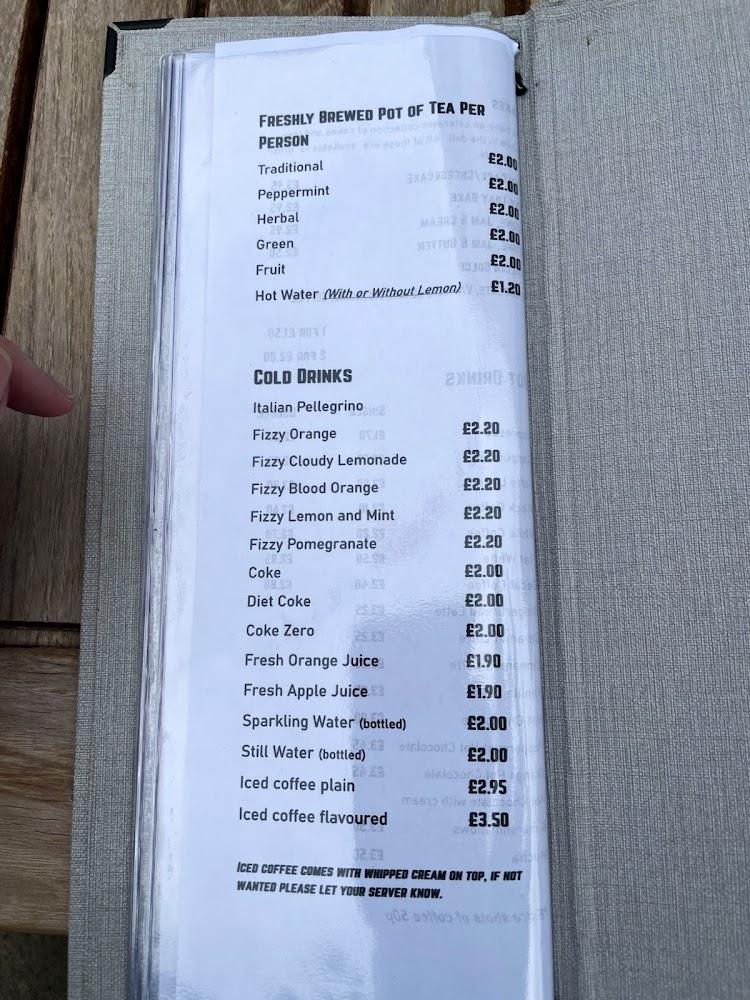 FRESHLY BREWED POT OF TEA PER
PERSON
Traditional £2.00
Peppermint £2.00
Herbal £2.00
Green £2.00
Fruit £2.00
Hot Water (With or Without Lemon) £1.20
COLD DRINKS
Italian Pellegrino
Fizzy Orange £2.20
Fizzy Cloudy Lemonade £2.20
Fizzy Blood Orange £2.20
Fizzy Lemon and Mint £2.20
Fizzy Pomegranate £2.20
Coke £2.00
Diet Coke £2.00
Coke Zero £2.00
Fresh Orange Juice £1.90
Fresh Apple Juice £1.90
Sparkling Water (bottled) £2.00
Still Water (bottled) £2.00
Iced coffee plain £2.95
Iced coffee flavoured £3.50
ICED COFFEE COMES WITH WHIPPED CREAM ON TOP, IF NOT
WANTED PLEASE LET YOUR SERVER KNOW.